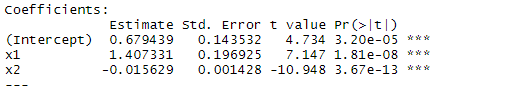 Coefficients:
Estimate Std. Error t value Pr(>|t|)
(Intercept) 0.679439 0.143532 4.734 3.20e-05 ***
x1 1.407331 0.196925 7.147 1.81e-08 ***
x2 -0.015629 0.001428 -10.948 3.67e-13 ***
---